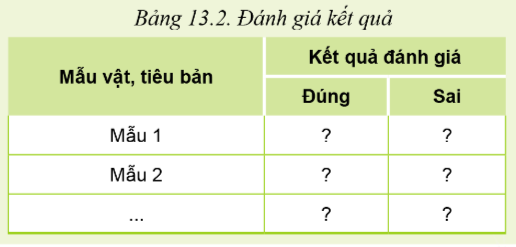 Bảng 13.2. Đánh giá kết quả
Mẫu vật, tiêu bản
Kết quả đánh giá
Đúng Sai
Mẫu 1 ? ?
Mẫu 2 ? ?
... ? ?